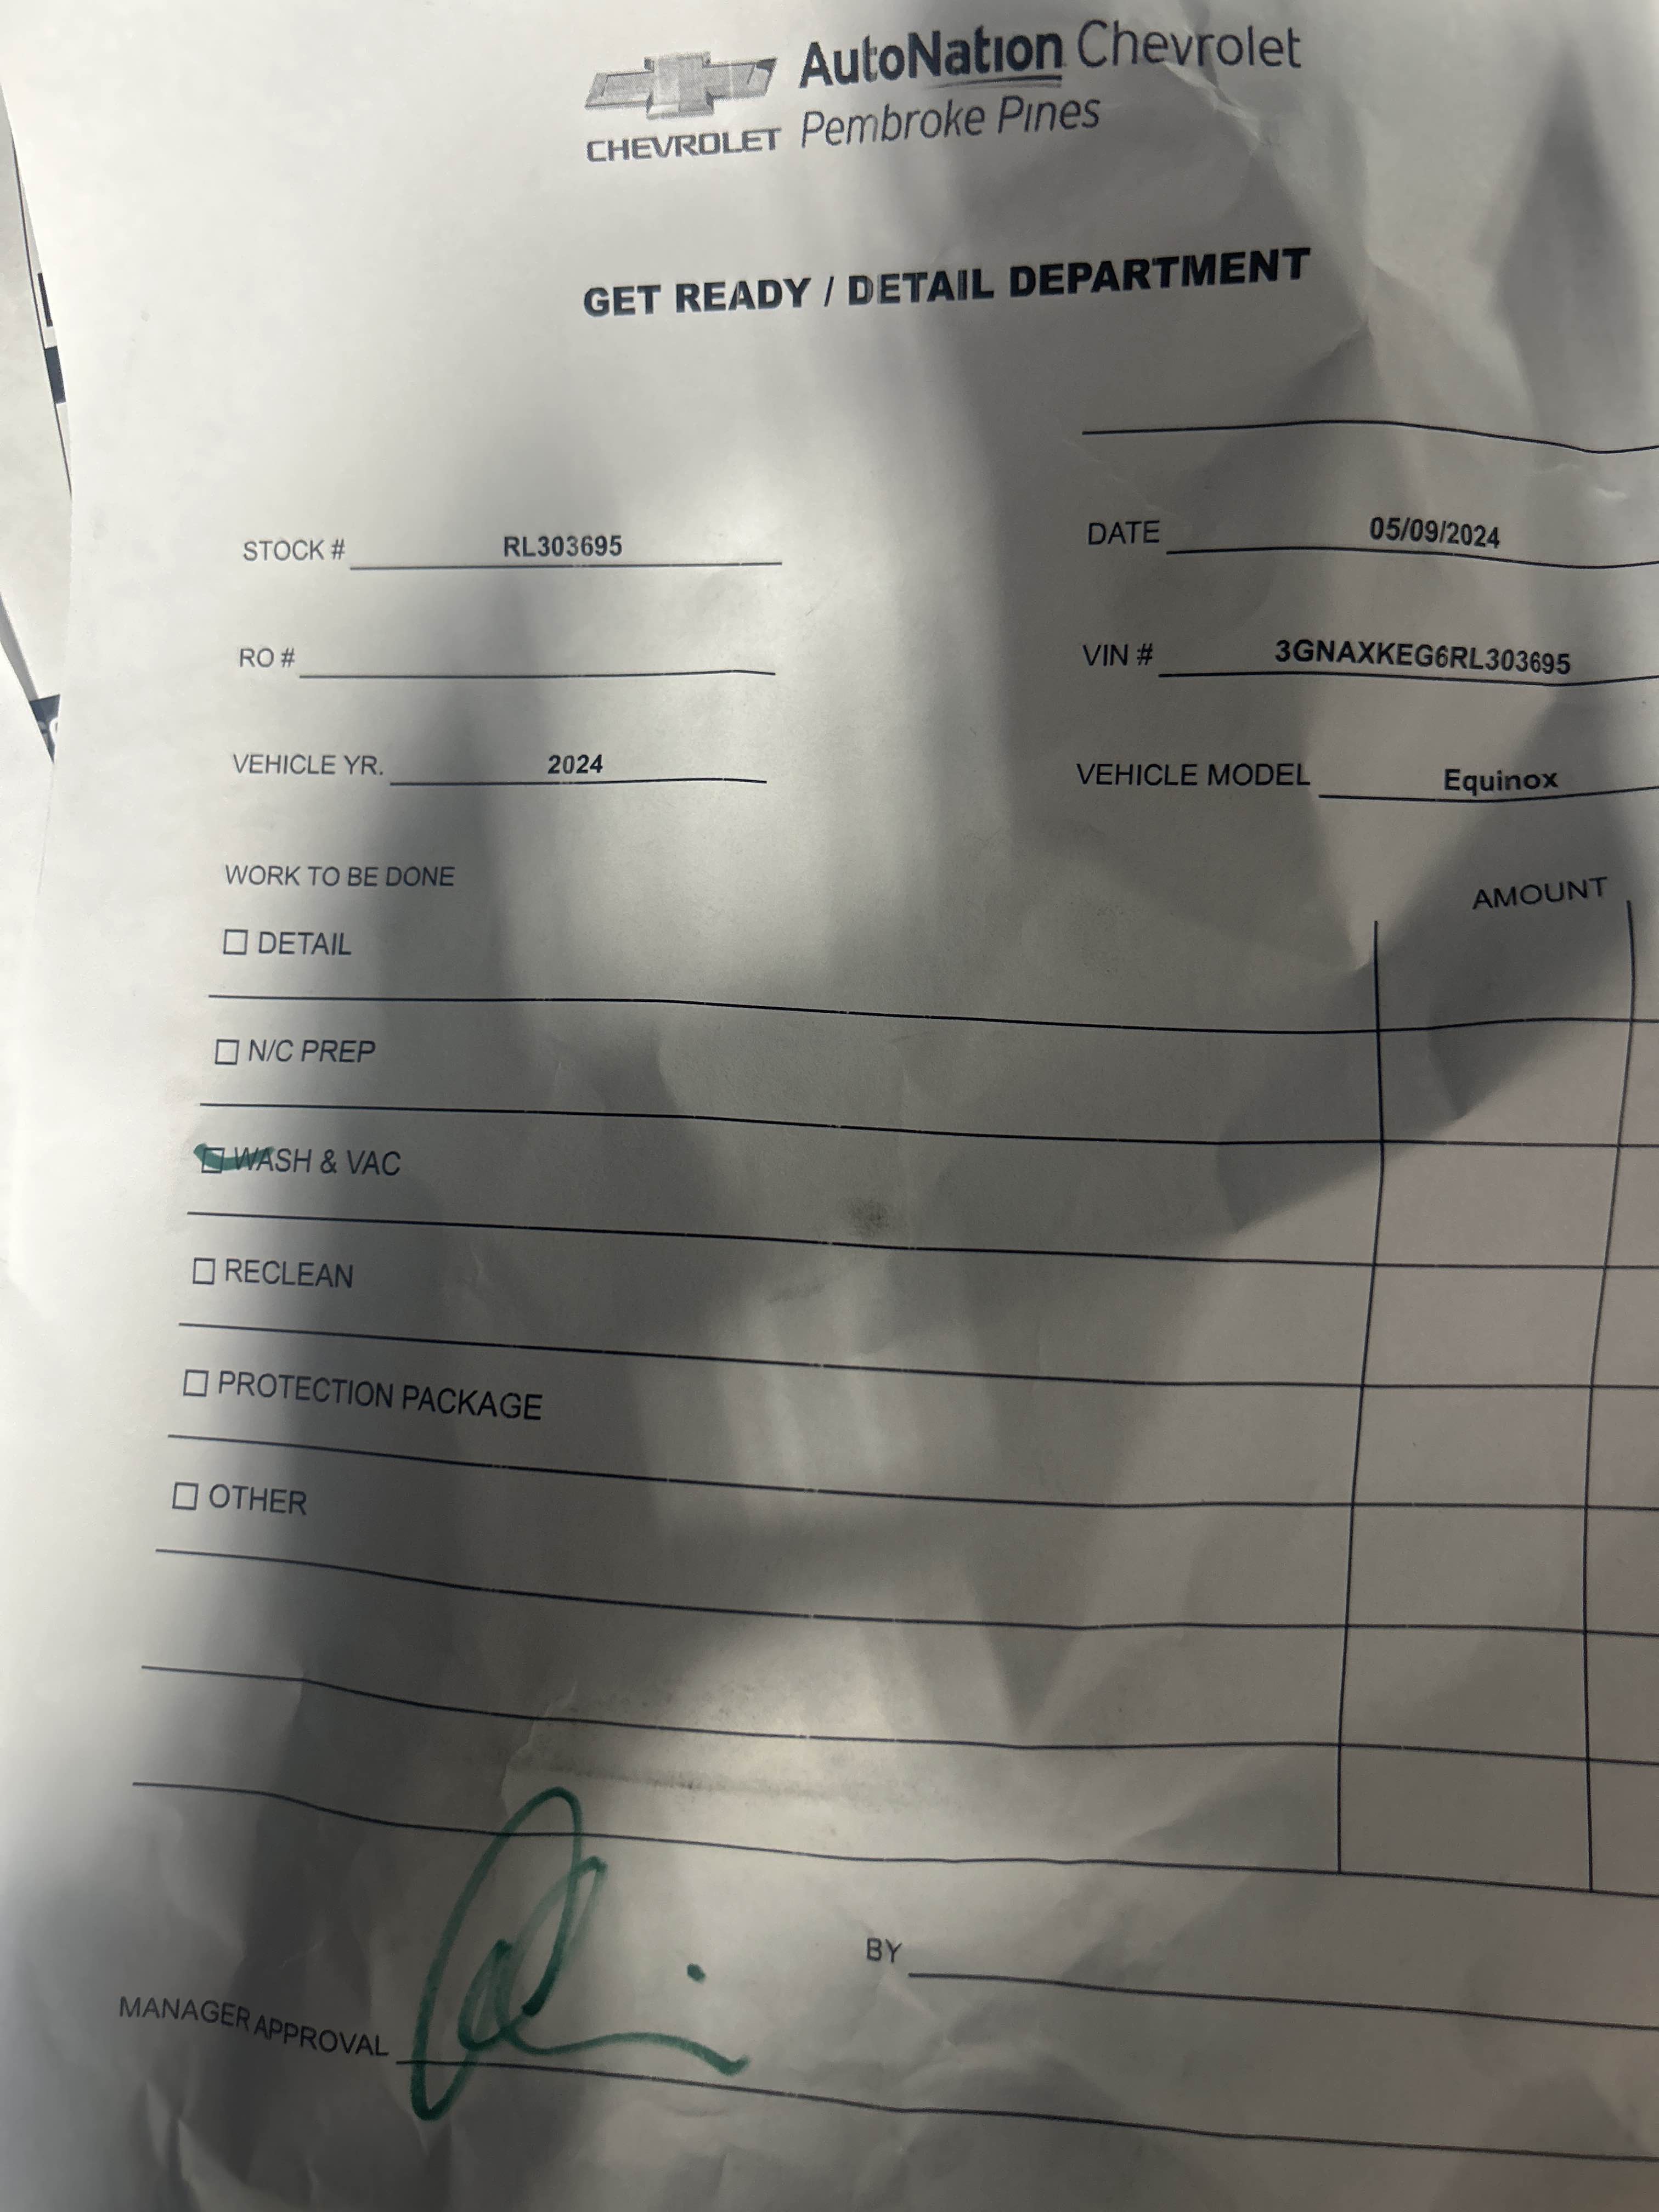 AutoNation Chevrolet
CHEVROLET Pembroke Pines
GET READY / DETAIL DEPARTMENT
STOCK # RL303695
DATE 05/09/2024
RO #
VIN # 3GNAXKEG6RL303695
VEHICLE YR. 2024
VEHICLE MODEL Equinox
WORK TO BE DONE
AMOUNT
DETAIL
N/C PREP
WASH & VAC
RECLEAN
PROTECTION PACKAGE
OTHER
BY
MANAGER APPROVAL